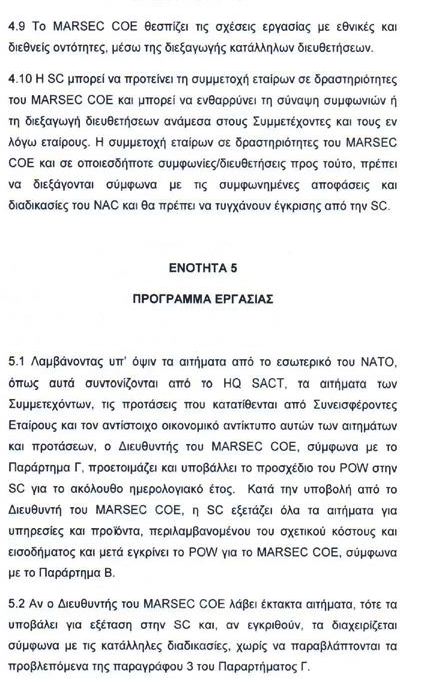 4.9 Το MARSEC COE θεσπίζει τις σχέσεις εργασίας με εθνικές και
διεθνείς οντότητες, μέσω της διεξαγωγής κατάλληλων διευθετήσεων.
4.10 Η SC μπορεί να προτείνει τη συμμετοχή εταίρων σε δραστηριότητες
του MARSEC COE και μπορεί να ενθαρρύνει τη σύναψη συμφωνιών ή
τη διεξαγωγή διευθετήσεων ανάμεσα στους Συμμετέχοντες και τους εν
λόγω εταίρους. Η συμμετοχή εταίρων σε δραστηριότητες του MARSEC
COE και σε οποιεσδήποτε συμφωνίες/διευθετήσεις προς τούτο, πρέπει
να διεξάγονται σύμφωνα με τις συμφωνημένες αποφάσεις και
διαδικασίες του NAC και θα πρέπει να τυγχάνουν έγκρισης από την SC.
ΕΝΟΤΗΤΑ 5
ΠΡΟΓΡΑΜΜΑ ΕΡΓΑΣΙΑΣ
5.1 Λαμβάνοντας υπ' όψιν τα αιτήματα από το εσωτερικό του ΝΑΤΟ,
όπως αυτά συντονίζονται από το HQ SACT, τα αιτήματα των
Συμμετεχόντων, τις προτάσεις που κατατίθενται από Συνεισφέροντες
Εταίρους και τον αντίστοιχο οικονομικό αντίκτυπο αυτών των αιτημάτων
και προτάσεων, ο Διευθυντής του MARSEC COE, σύμφωνα με το
Παράρτημα Γ, προετοιμάζει και υποβάλλει το προσχέδιο του POW στην
SC για το ακόλουθο ημερολογιακό έτος. Κατά την υποβολή από το
Διευθυντή του MARSEC COE, η SC εξετάζει όλα τα αιτήματα για
υπηρεσίες και προϊόντα, περιλαμβανομένου του σχετικού κόστους και
εισοδήματος και μετά εγκρίνει το POW για το MARSEC COE, σύμφωνα
με το Παράρτημα Β.
5.2 Αν ο Διευθυντής του MARSEC COE λάβει έκτακτα αιτήματα, τότε τα
υποβάλει για εξέταση στην SC και, αν εγκριθούν, τα διαχειρίζεται
σύμφωνα με τις κατάλληλες διαδικασίες, χωρίς να παραβλάπτονται τα
προβλεπόμενα της παραγράφου 3 του Παραρτήματος Γ.